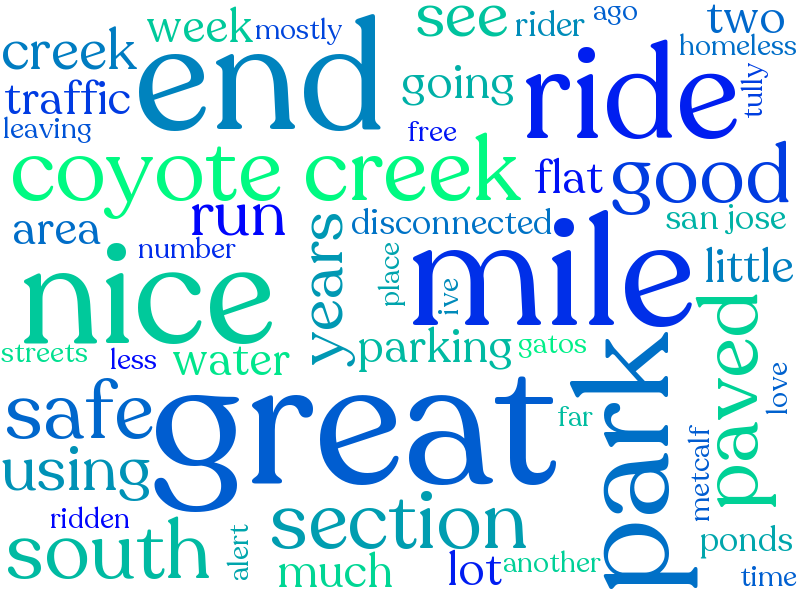 week
mostly
see
rider
ago
two
creek
end
going
ride
homeless
traffic
tully
leaving
free
coyote creek
flat
good
run
area
disconnected
san jose
number
years
place
mile
little
nice
ive
streets
less
water
parking
gatos
paved
park
safe
great
far
love
using
metcalf
ridden
section
south
alert
much
lot
another
ponds
time